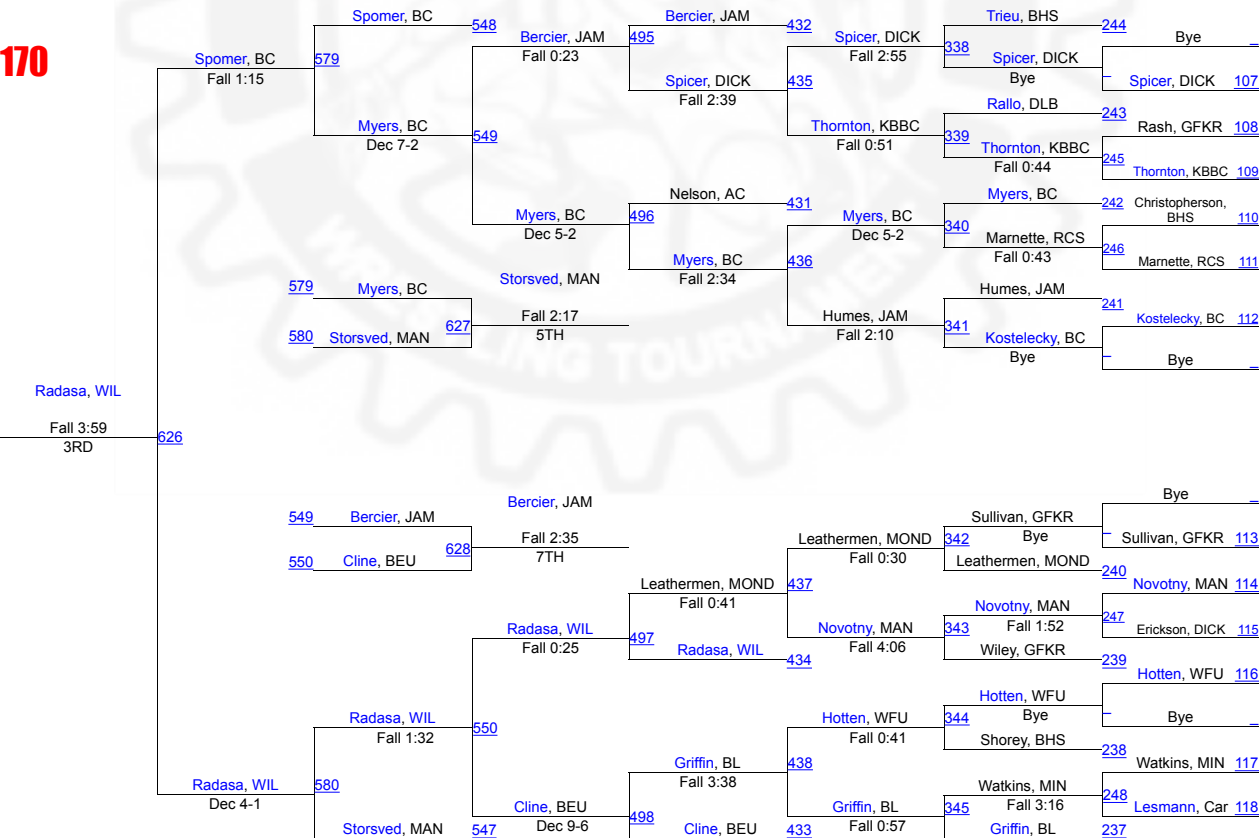 170
Spomer, BC
548
Bercier, JAM
432
Trieu, BHS
244
Bye
Bercier, JAM
495
Spicer, DICK
338
Fall 0:23
Fall 2:55
Spomer, BC
579
Spicer, DICK
Fall 1:15
Bye
Spicer, DICK 107
Spicer, DICK
435
Fall 2:39
Rallo, DLB
243
Thornton, KBBC
339
Rash, GFKR 108
Myers, BC
549
Fall 0:51
Thornton, KBBC
245
Dec 7-2
Fall 0:44
Thornton, KBBC 109
Nelson, AC
431
Myers, BC
242
Christopherson,
BHS 110
Myers, BC
496
Myers, BC
340
Dec 5-2
Dec 5-2
Marnette, RCS
246
Fall 0:43
Myers, BC
436
Marnette, RCS 111
Fall 2:34
Storsved, MAN
579
Myers, BC
Humes, JAM
241
Fall 2:17
Humes, JAM
341
Kostelecky, BC 112
627
5TH
Fall 2:10
580
Storsved, MAN
Kostelecky, BC
Bye
Bye
WRESTLING TOURNAMENT
Radasa, WIL
Fall 3:59
626
3RD
Bye
Bercier, JAM
549
Bercier, JAM
Sullivan, GFKR
Fall 2:35
Leathermen, MOND
342
Bye
Sullivan, GFKR 113
628
7TH
Fall 0:30
550
Cline, BEU
Leathermen, MOND
240
Leathermen, MOND
437
Novotny, MAN 114
Fall 0:41
Novotny, MAN
247
Radasa, WIL
497
Novotny, MAN
343
Fall 1:52
Erickson, DICK 115
Fall 0:25
Fall 4:06
Radasa, WIL
434
Wiley, GFKR
239
Hotten, WFU 116
Hotten, WFU
Radasa, WIL
550
Hotten, WFU
344
Bye
Bye
Fall 1:32
Fall 0:41
Shorey, BHS
238
Griffin, BL
438
Watkins, MIN 117
Fall 3:38
Radasa, WIL
580
Watkins, MIN
248
Dec 4-1
Cline, BEU
498
Griffin, BL
345
Fall 3:16
Lesmann, Car 118
Dec 9-6
Fall 0:57
Storsved, MAN
547
Cline, BEU
433
Griffin, BL
237